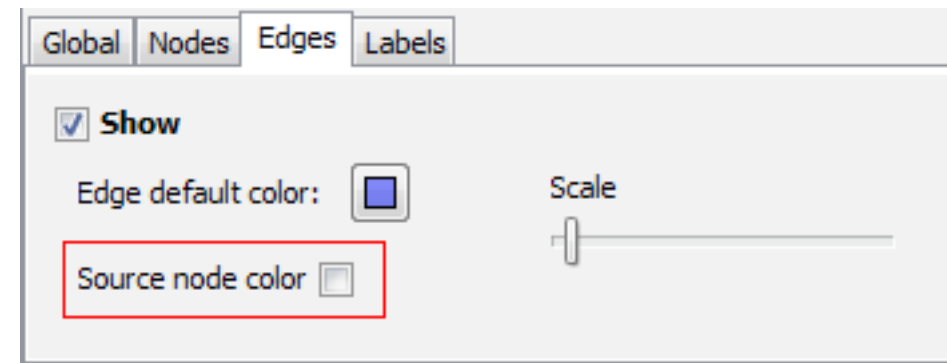 Global Nodes Edges Labels
Show
Edge default color:
Scale
Source node color